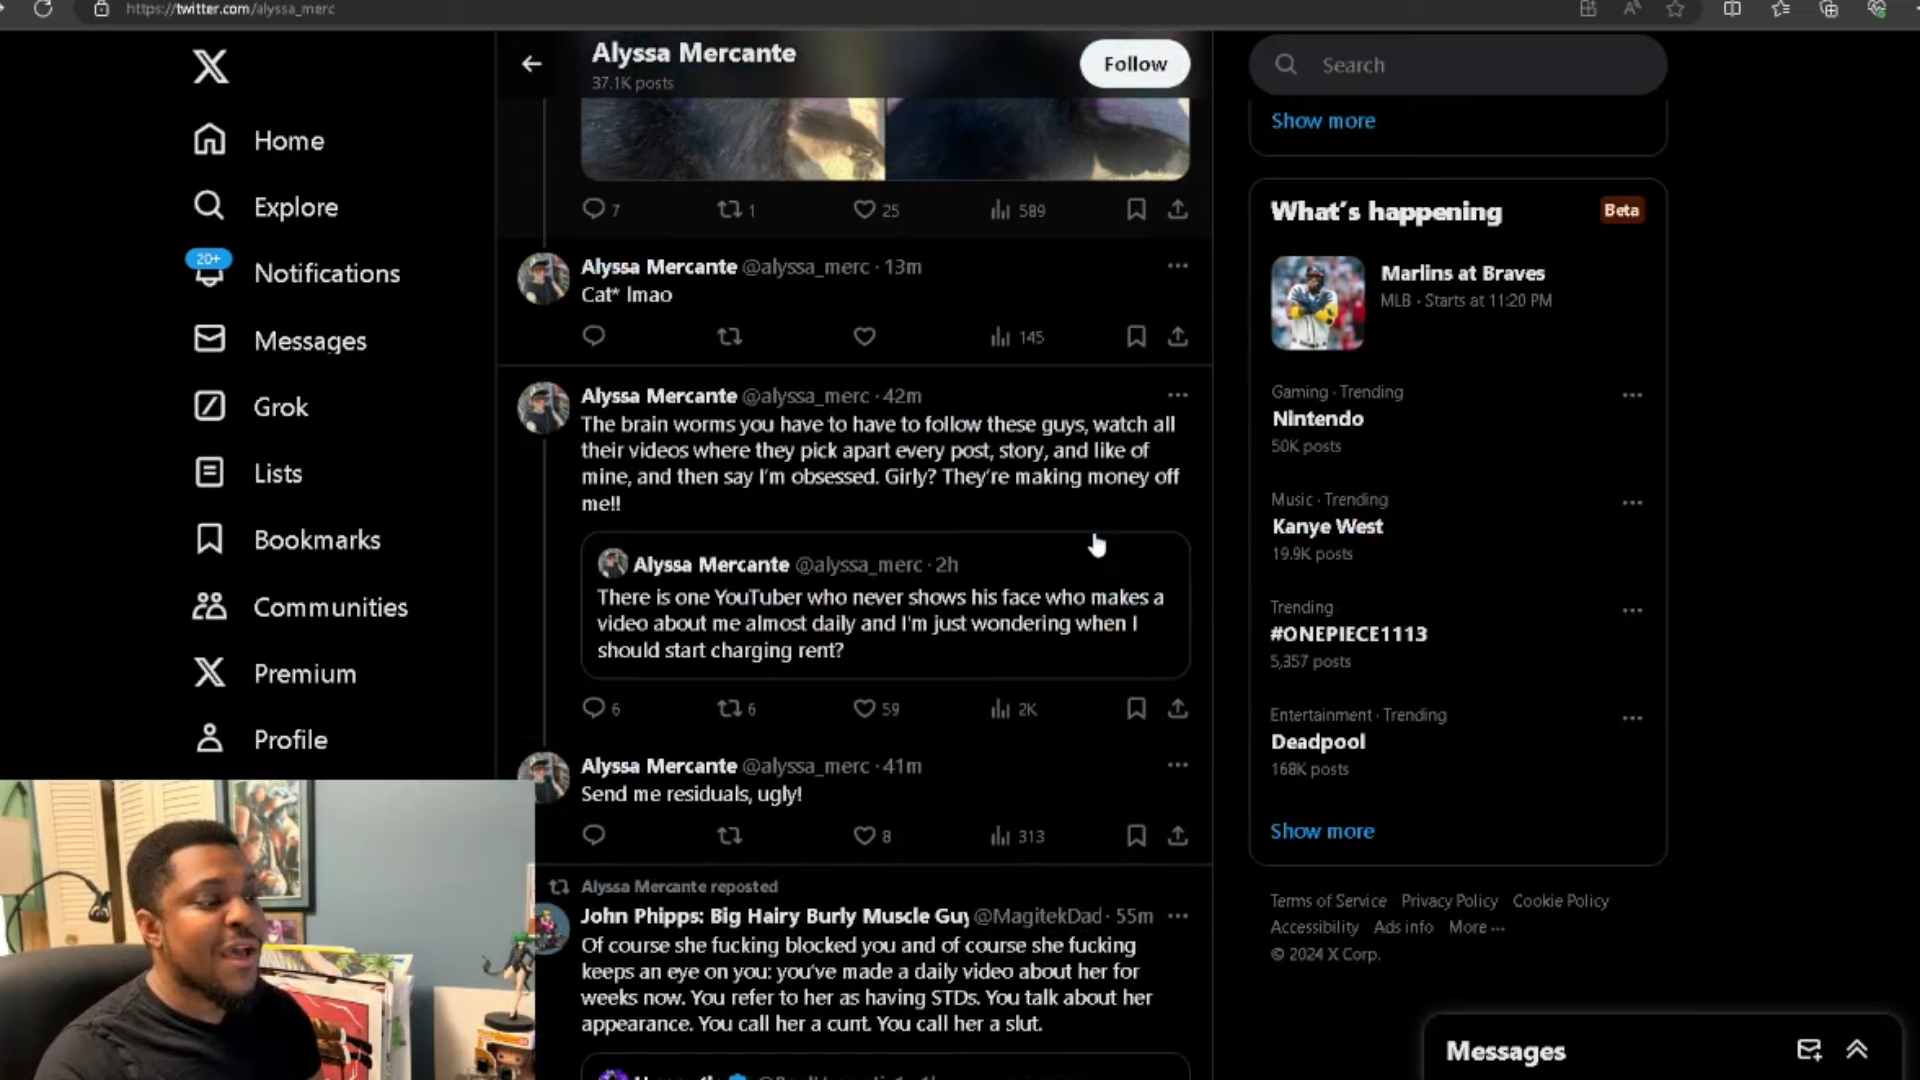 https://twitter.com/alyssa_merc
Alyssa Mercante
37.1K posts
Follow
Search
Home
Explore
20+
Notifications
Messages
Grok
Lists
Bookmarks
Communities
Premium
Profile
7
1
25
589
Alyssa Mercante @alyssa_merc · 13m
Cat* lmao
145
Alyssa Mercante @alyssa_merc · 42m
The brain worms you have to have to follow these guys, watch all
their videos where they pick apart every post, story, and like of
mine, and then say I'm obsessed. Girly? They're making money off
me!!
Alyssa Mercante @alyssa_merc · 2h
There is one YouTuber who never shows his face who makes a
video about me almost daily and I'm just wondering when I
should start charging rent?
6
6
59
2K
Alyssa Mercante @alyssa_merc · 41m
Send me residuals, ugly!
8
313
Alyssa Mercante reposted
John Phipps: Big Hairy Burly Muscle Guy @MagitekDad · 55m
Of course she fucking blocked you and of course she fucking
keeps an eye on you: you've made a daily video about her for
weeks now. You refer to her as having STDs. You talk about her
appearance. You call her a cunt. You call her a slut.
Show more
What's happening
Beta
Marlins at Braves
MLB · Starts at 11:20 PM
Gaming · Trending
Nintendo
50K posts
Music · Trending
Kanye West
19.9K posts
Trending
#ONEPIECE1113
5,357 posts
Entertainment · Trending
Deadpool
168K posts
Show more
Terms of Service Privacy Policy Cookie Policy
Accessibility Ads info More ···
© 2024 X Corp.
Messages